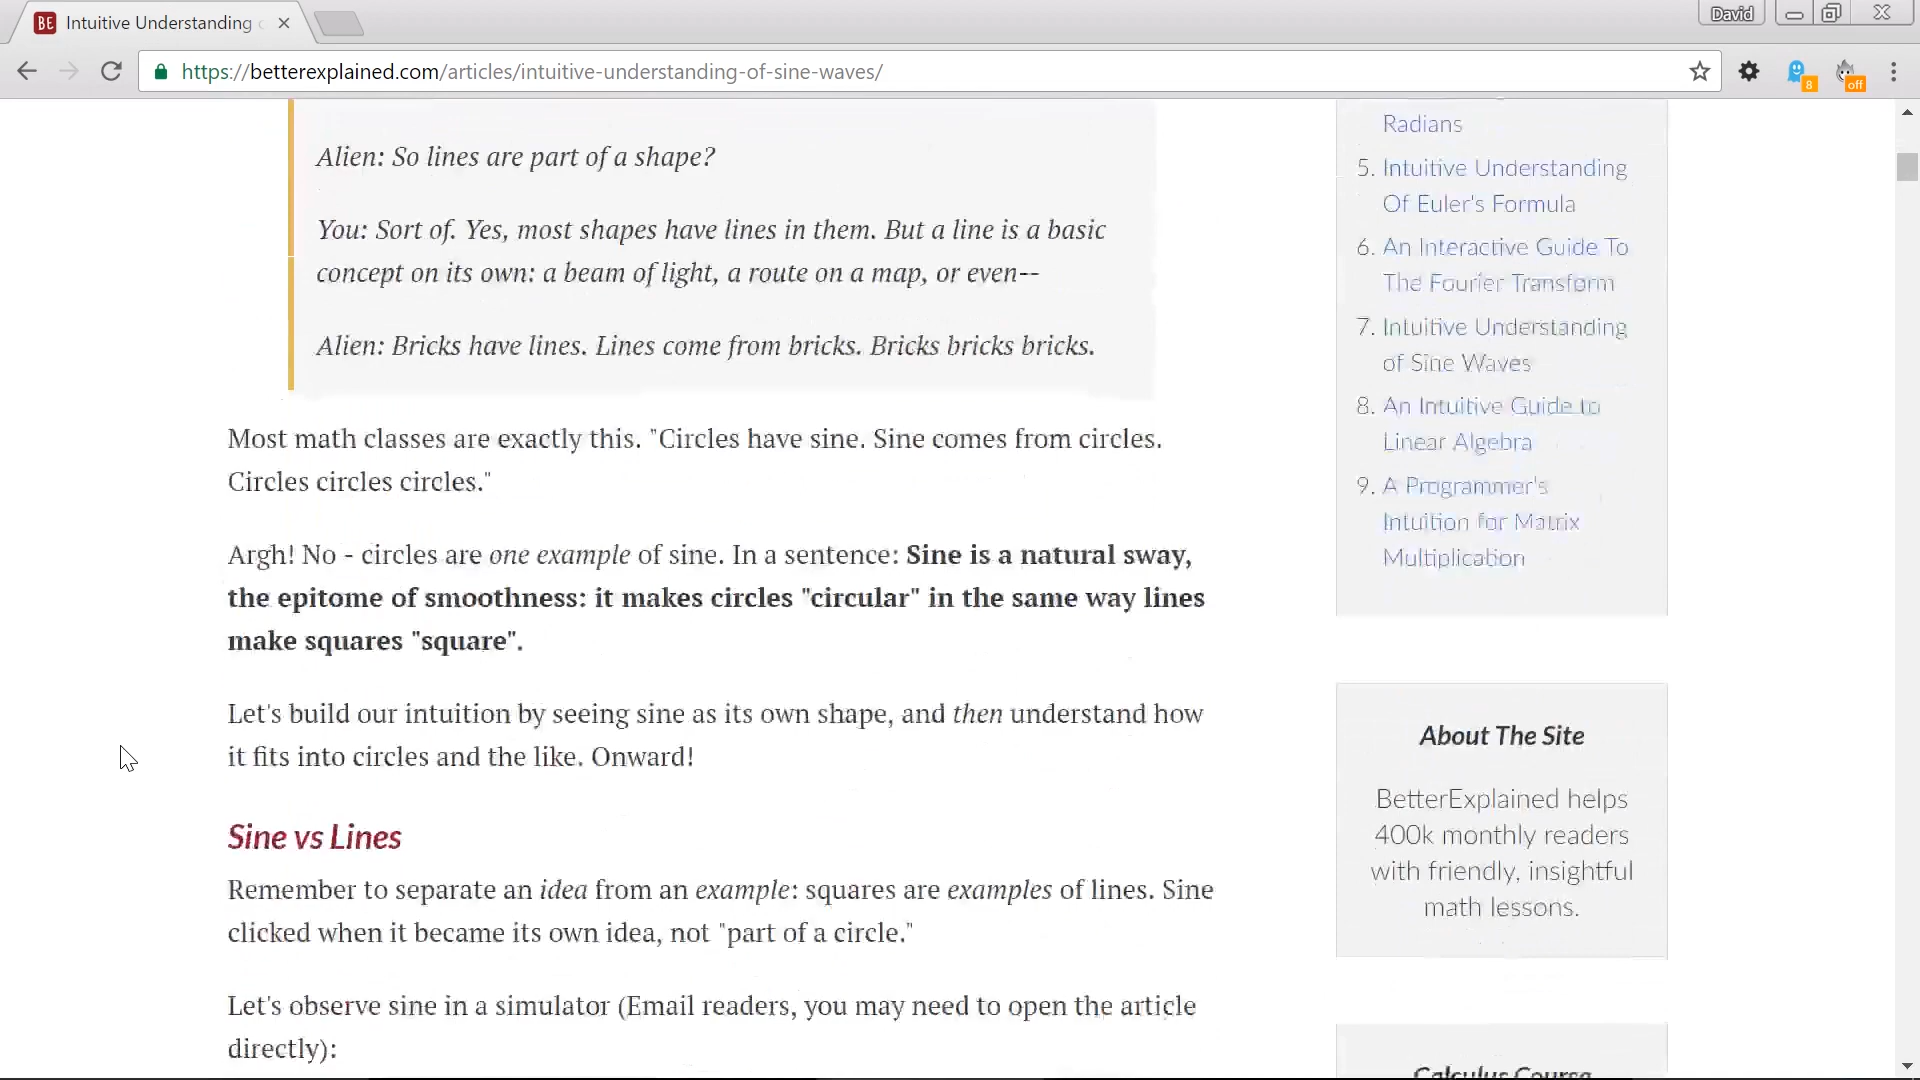 BE Intuitive Understanding
David
https://betterexplained.com/articles/intuitive-understanding-of-sine-waves/
8
off
Alien: So lines are part of a shape?
You: Sort of. Yes, most shapes have lines in them. But a line is a basic
concept on its own: a beam of light, a route on a map, or even--
Alien: Bricks have lines. Lines come from bricks. Bricks bricks bricks.
Most math classes are exactly this. "Circles have sine. Sine comes from circles.
Circles circles circles."
Argh! No - circles are one example of sine. In a sentence: Sine is a natural sway,
the epitome of smoothness: it makes circles "circular" in the same way lines
make squares "square".
Let's build our intuition by seeing sine as its own shape, and then understand how
it fits into circles and the like. Onward!
Sine vs Lines
Remember to separate an idea from an example: squares are examples of lines. Sine
clicked when it became its own idea, not "part of a circle."
Let's observe sine in a simulator (Email readers, you may need to open the article
directly):
Radians
5. Intuitive Understanding
Of Euler's Formula
6. An Interactive Guide To
The Fourier Transform
7. Intuitive Understanding
of Sine Waves
8. An Intuitive Guide to
Linear Algebra
9. A Programmer's
Intuition for Matrix
Multiplication
About The Site
BetterExplained helps
400k monthly readers
with friendly, insightful
math lessons.
Calculus Course